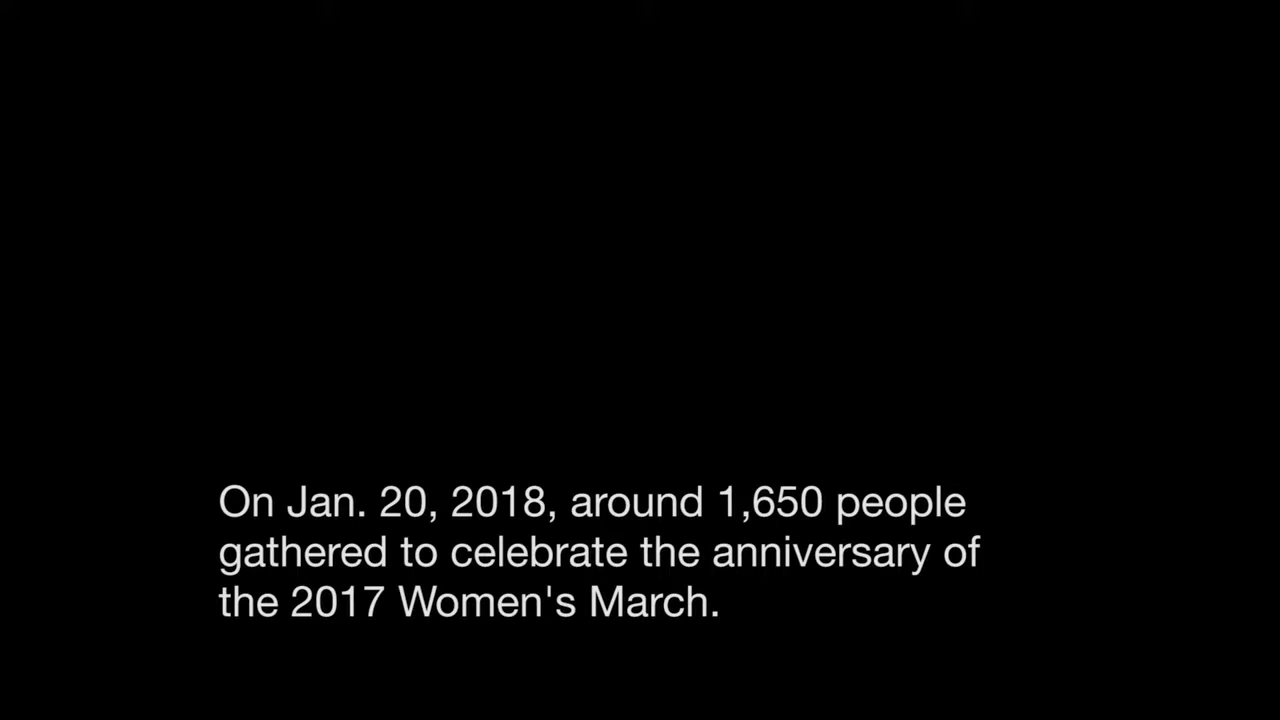 On Jan. 20, 2018, around 1,650 people
gathered to celebrate the anniversary of
the 2017 Women's March.